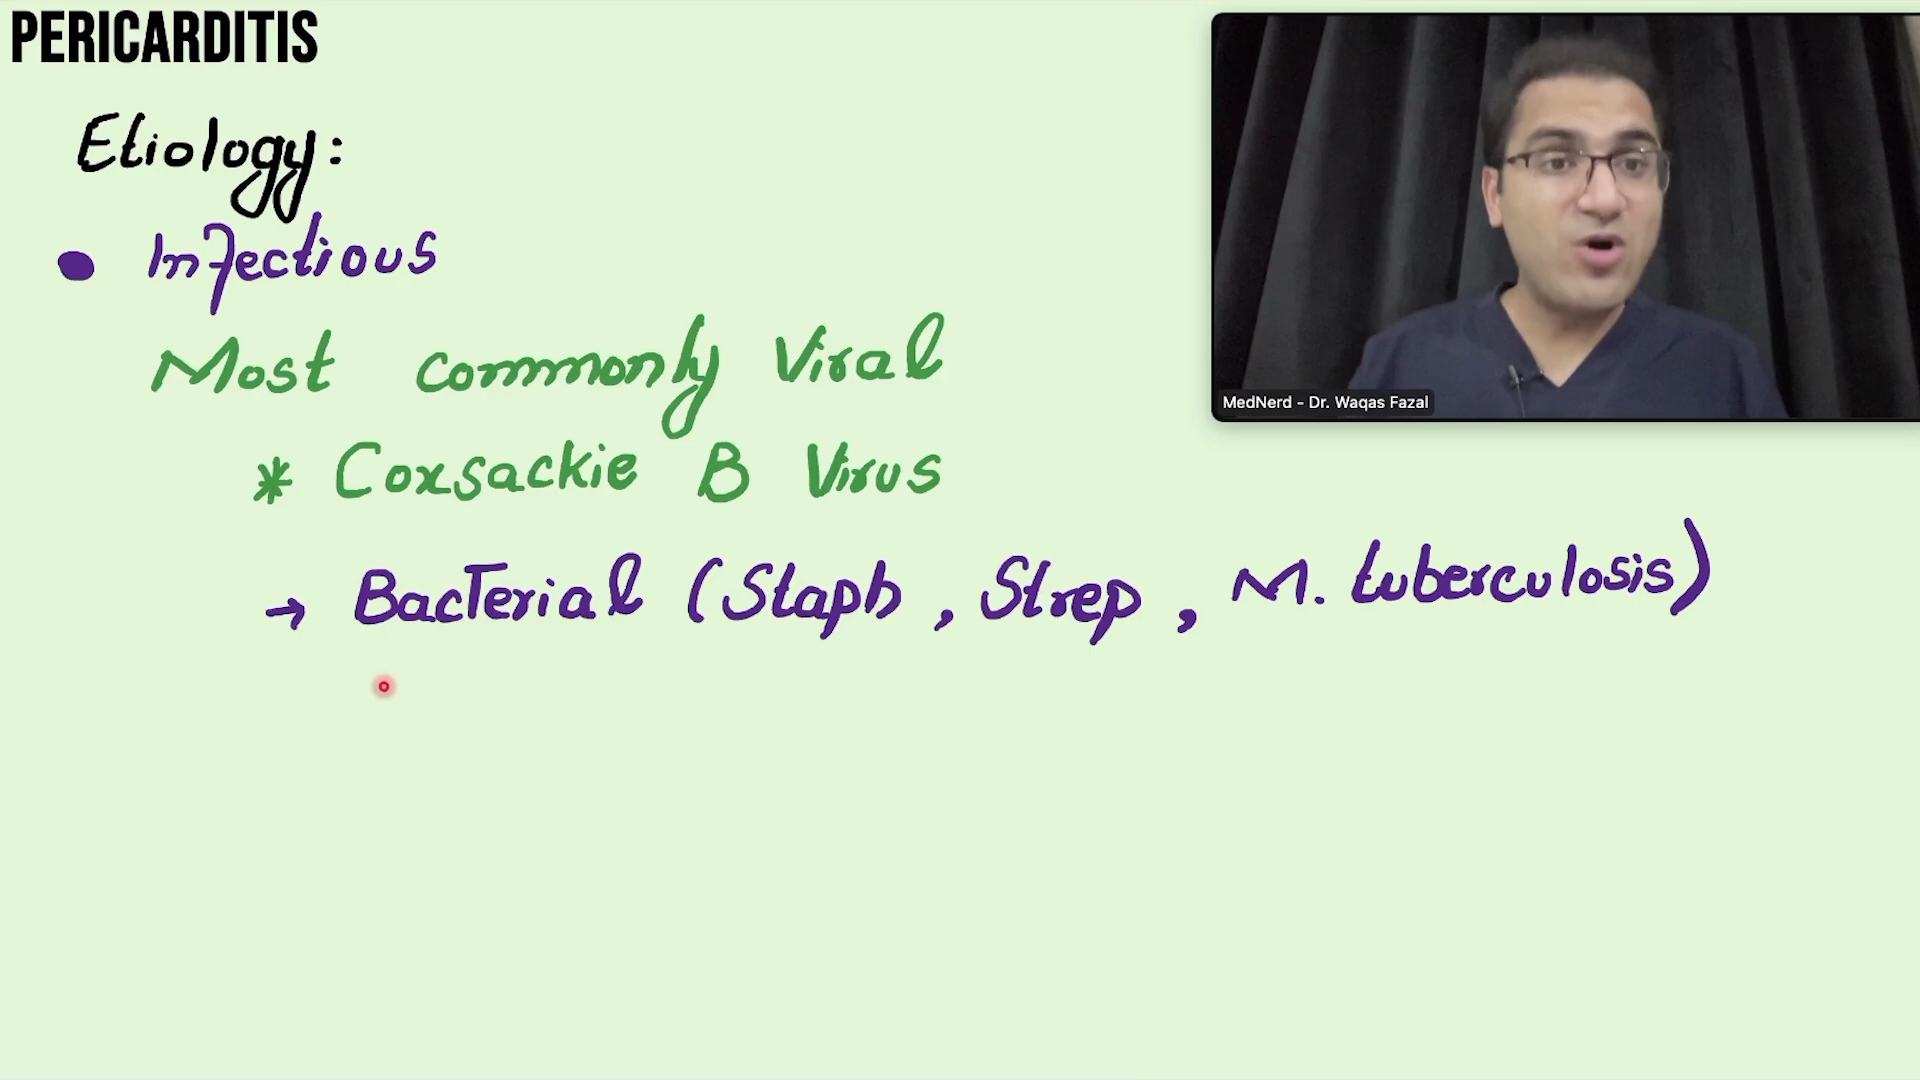 PERICARDITIS
Etiology:
• Infectious
Most commonly Viral
* Coxsackie B Virus
→ Bacterial (Staph, Strep, M. tuberculosis)
MedNerd - Dr. Waqas Fazal